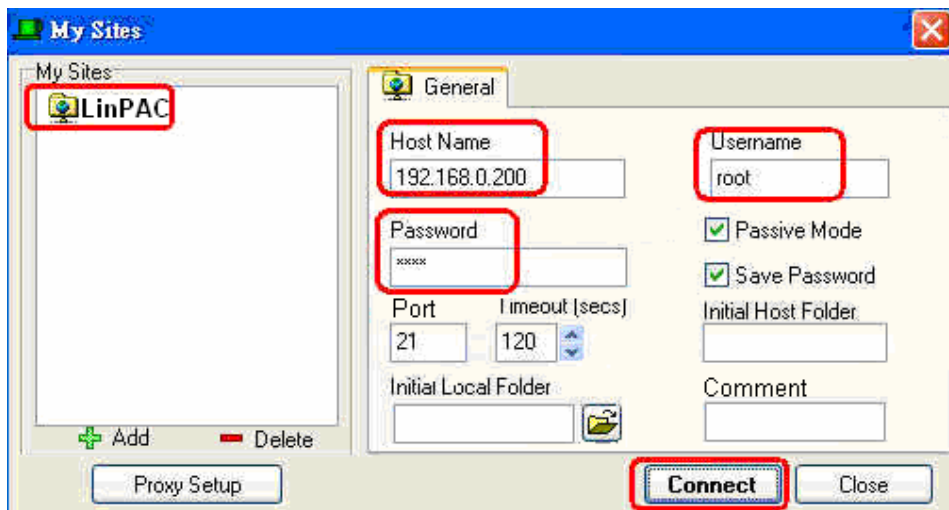 My Sites
My Sites
LinPAC
General
Host Name
Username
192.168.0.200
root
Password
Passive Mode
****
Save Password
Port
Timeout (secs)
Initial Host Folder
21
120
Initial Local Folder
Comment
Add
Delete
Proxy Setup
Connect
Close